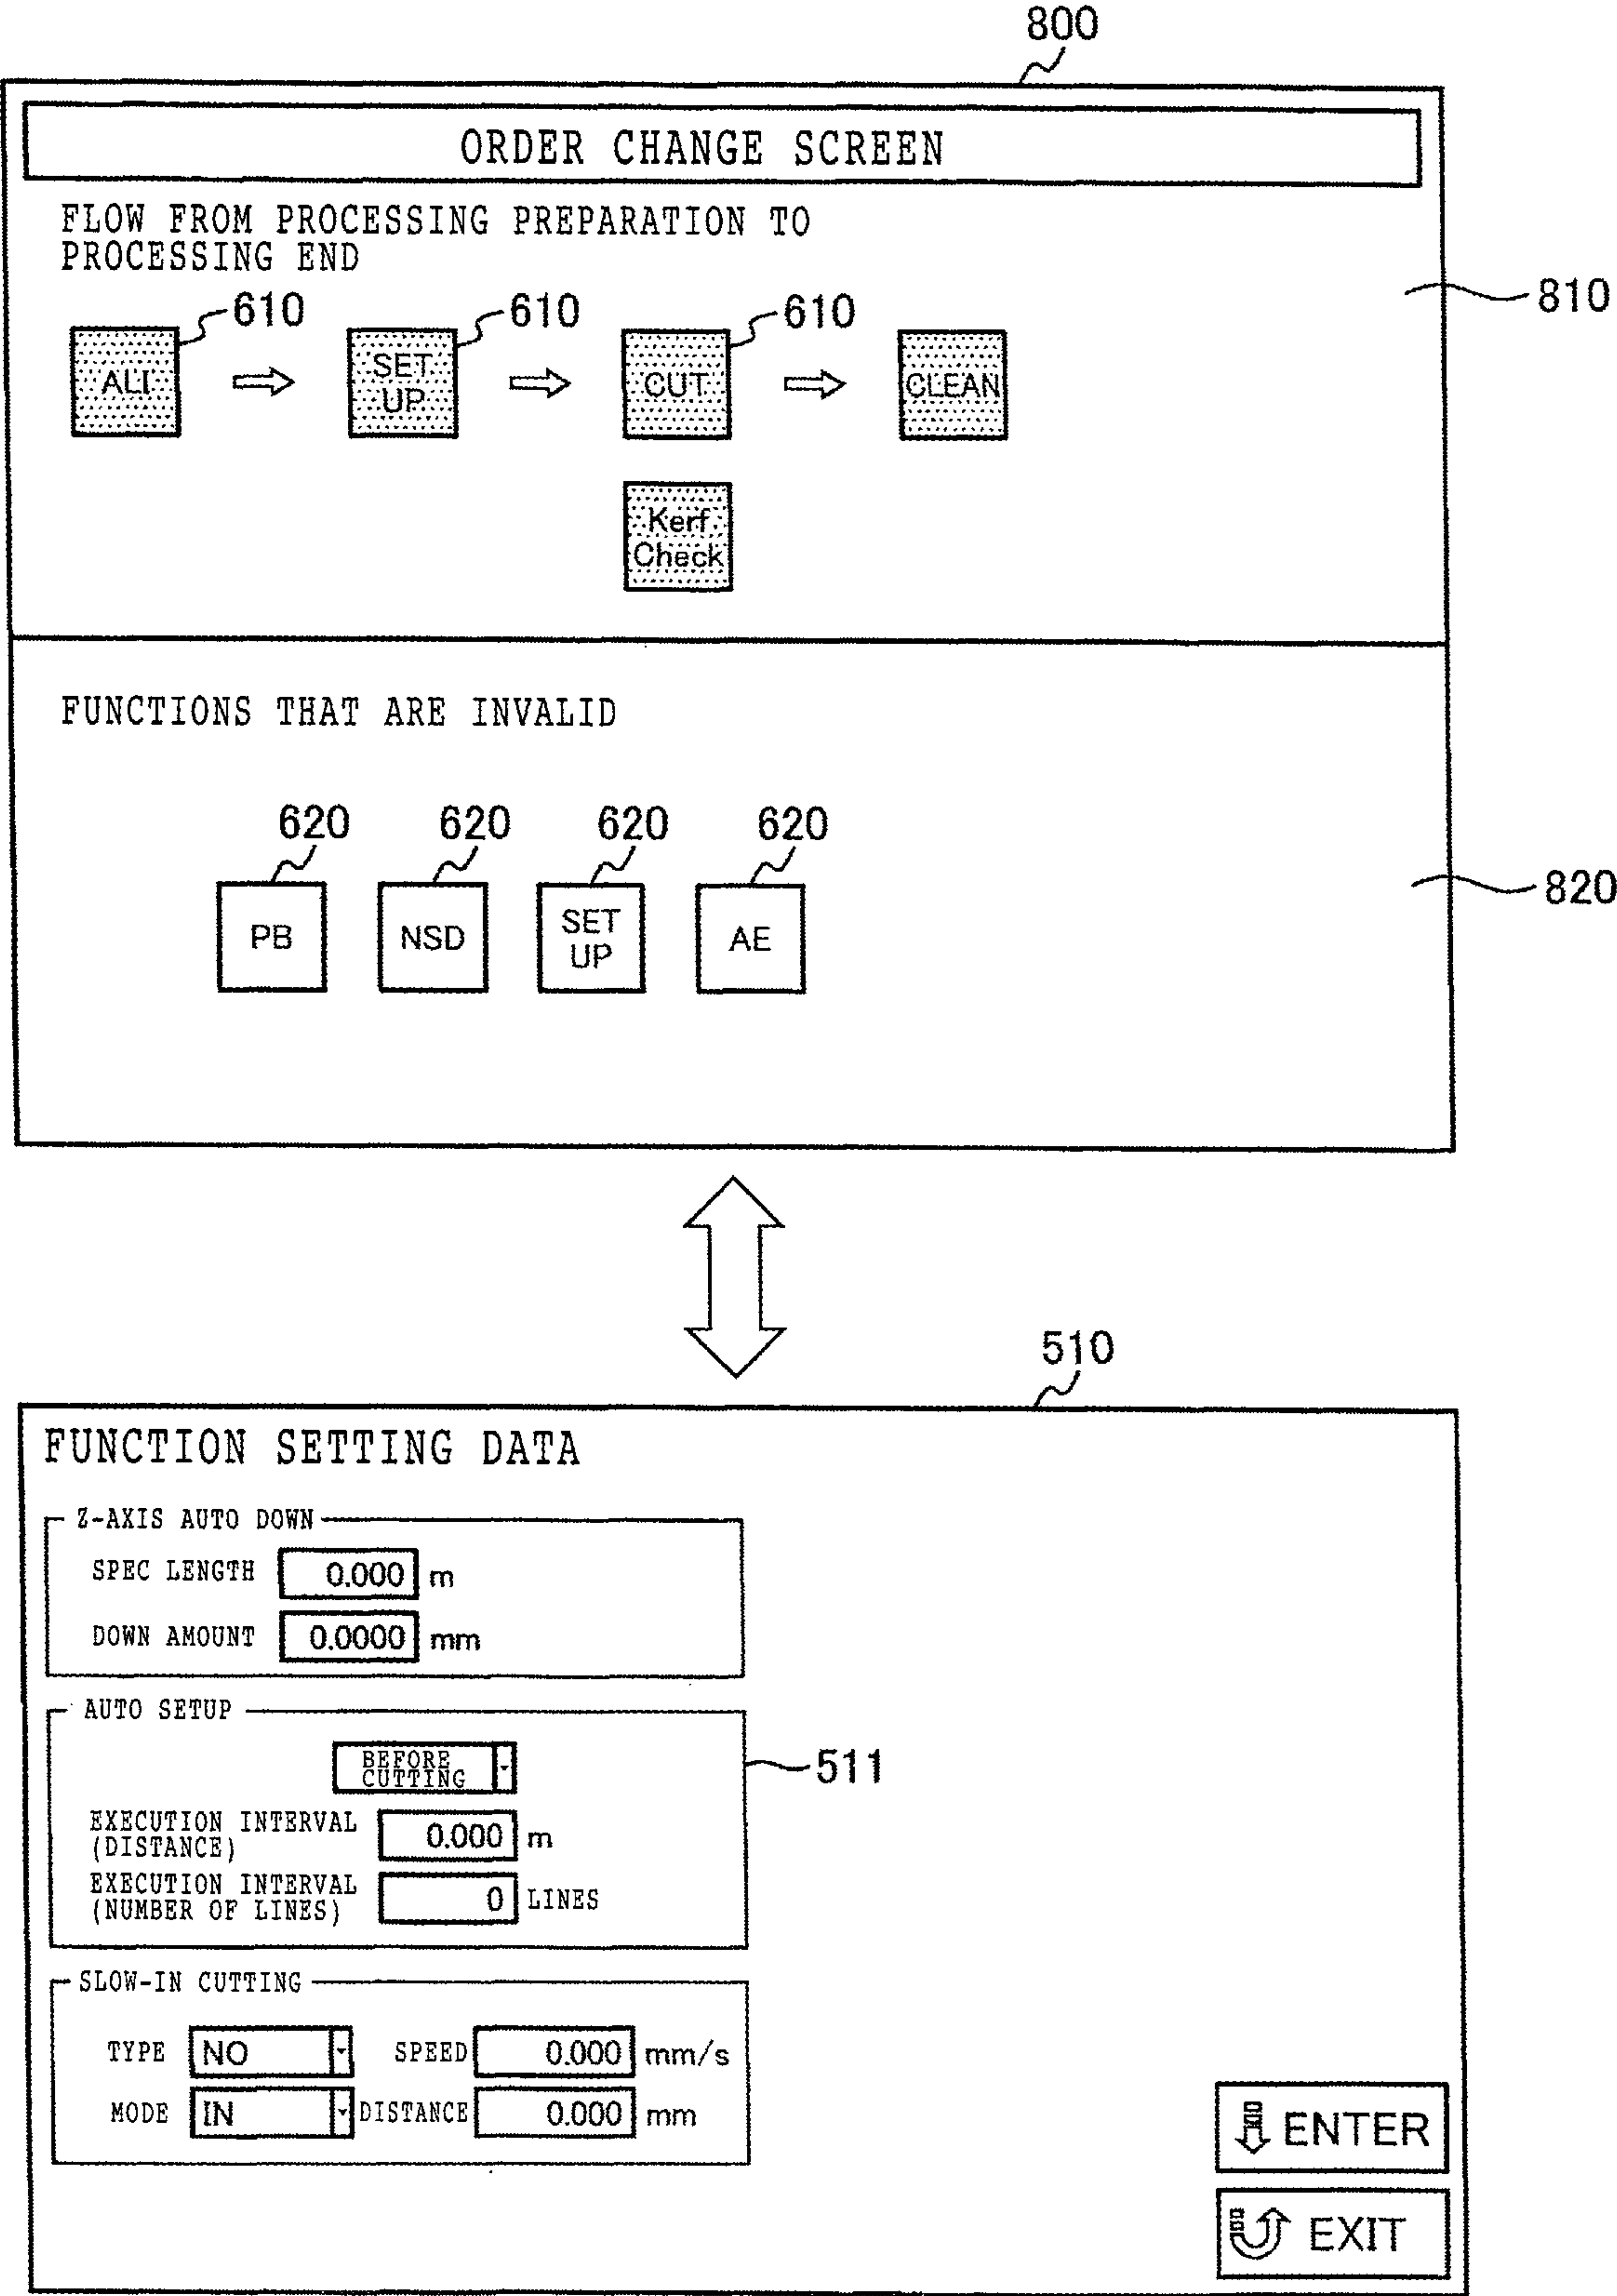 800
ORDER CHANGE SCREEN
FLOW FROM PROCESSING PREPARATION TO
PROCESSING END
610
610
610
810
ALI
SET
UP
CUT
CLEAN
Kerf
Check
FUNCTIONS THAT ARE INVALID
620
620
620
620
820
PB
NSD
SET
UP
AE
510
FUNCTION SETTING DATA
Z-AXIS AUTO DOWN
SPEC LENGTH 0.000 m
DOWN AMOUNT 0.0000 mm
AUTO SETUP
BEFORE
CUTTING
511
EXECUTION INTERVAL
(DISTANCE)
0.000 m
EXECUTION INTERVAL
(NUMBER OF LINES)
0 LINES
SLOW-IN CUTTING
TYPE NO SPEED 0.000 mm/s
MODE IN DISTANCE 0.000 mm
ENTER
EXIT